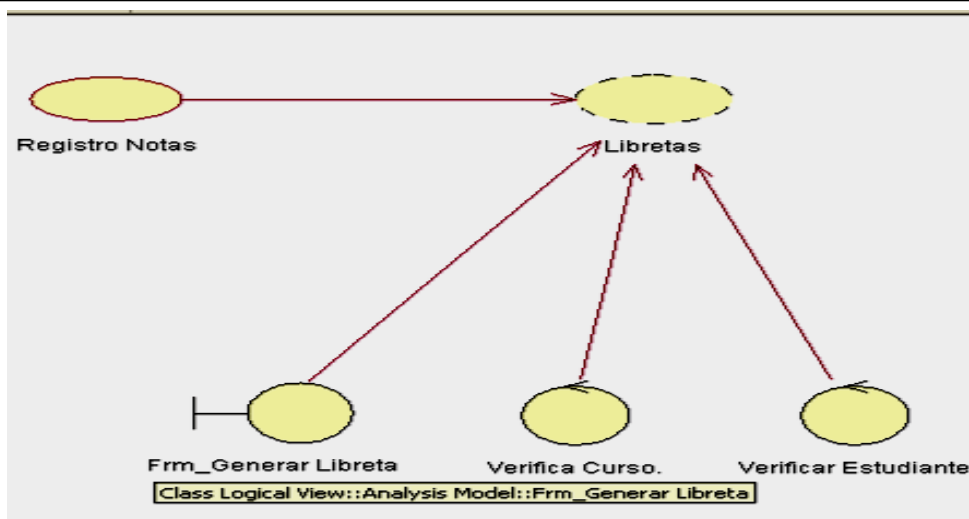 Registro Notas
Libretas
Frm_Generar Libreta
Verifica Curso.
Verificar Estudiante
Class Logical View::Analysis Model::Frm_Generar Libreta